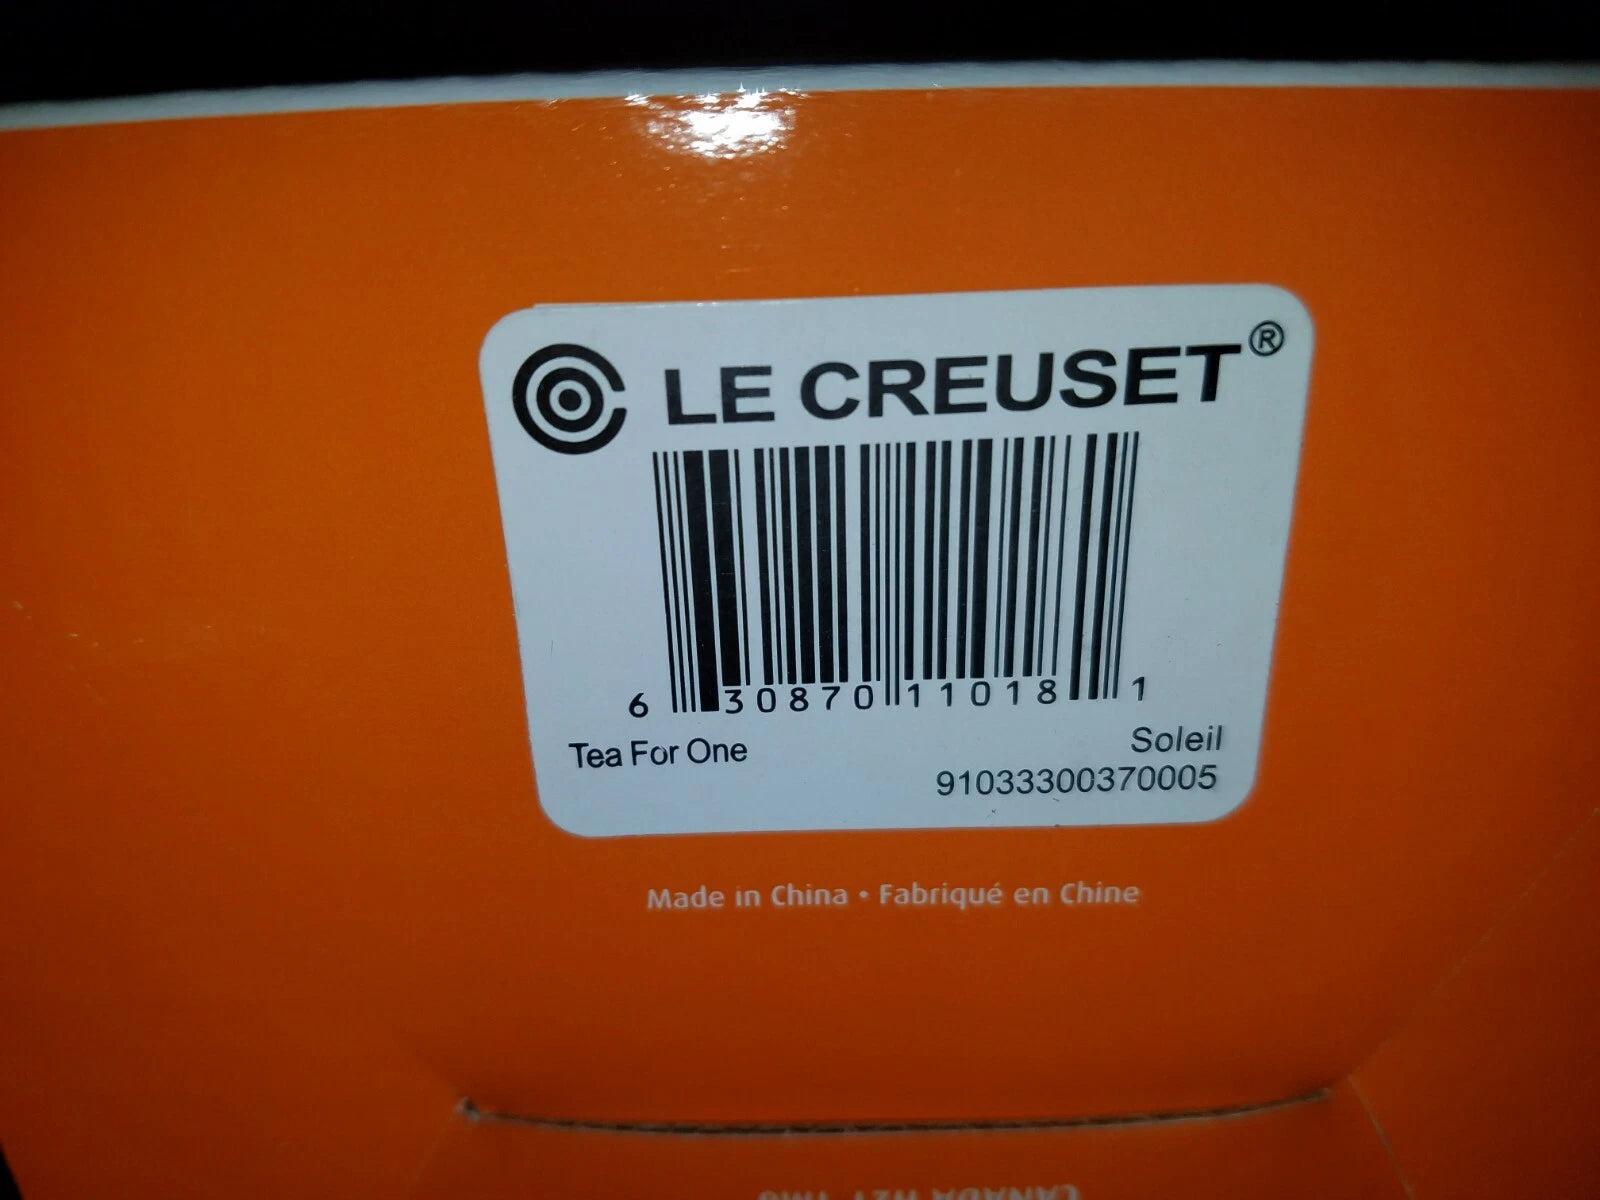 LE CREUSET®
6 30870 11018 1
Tea For One
Soleil
91033300370005
Made in China • Fabriqué en Chine